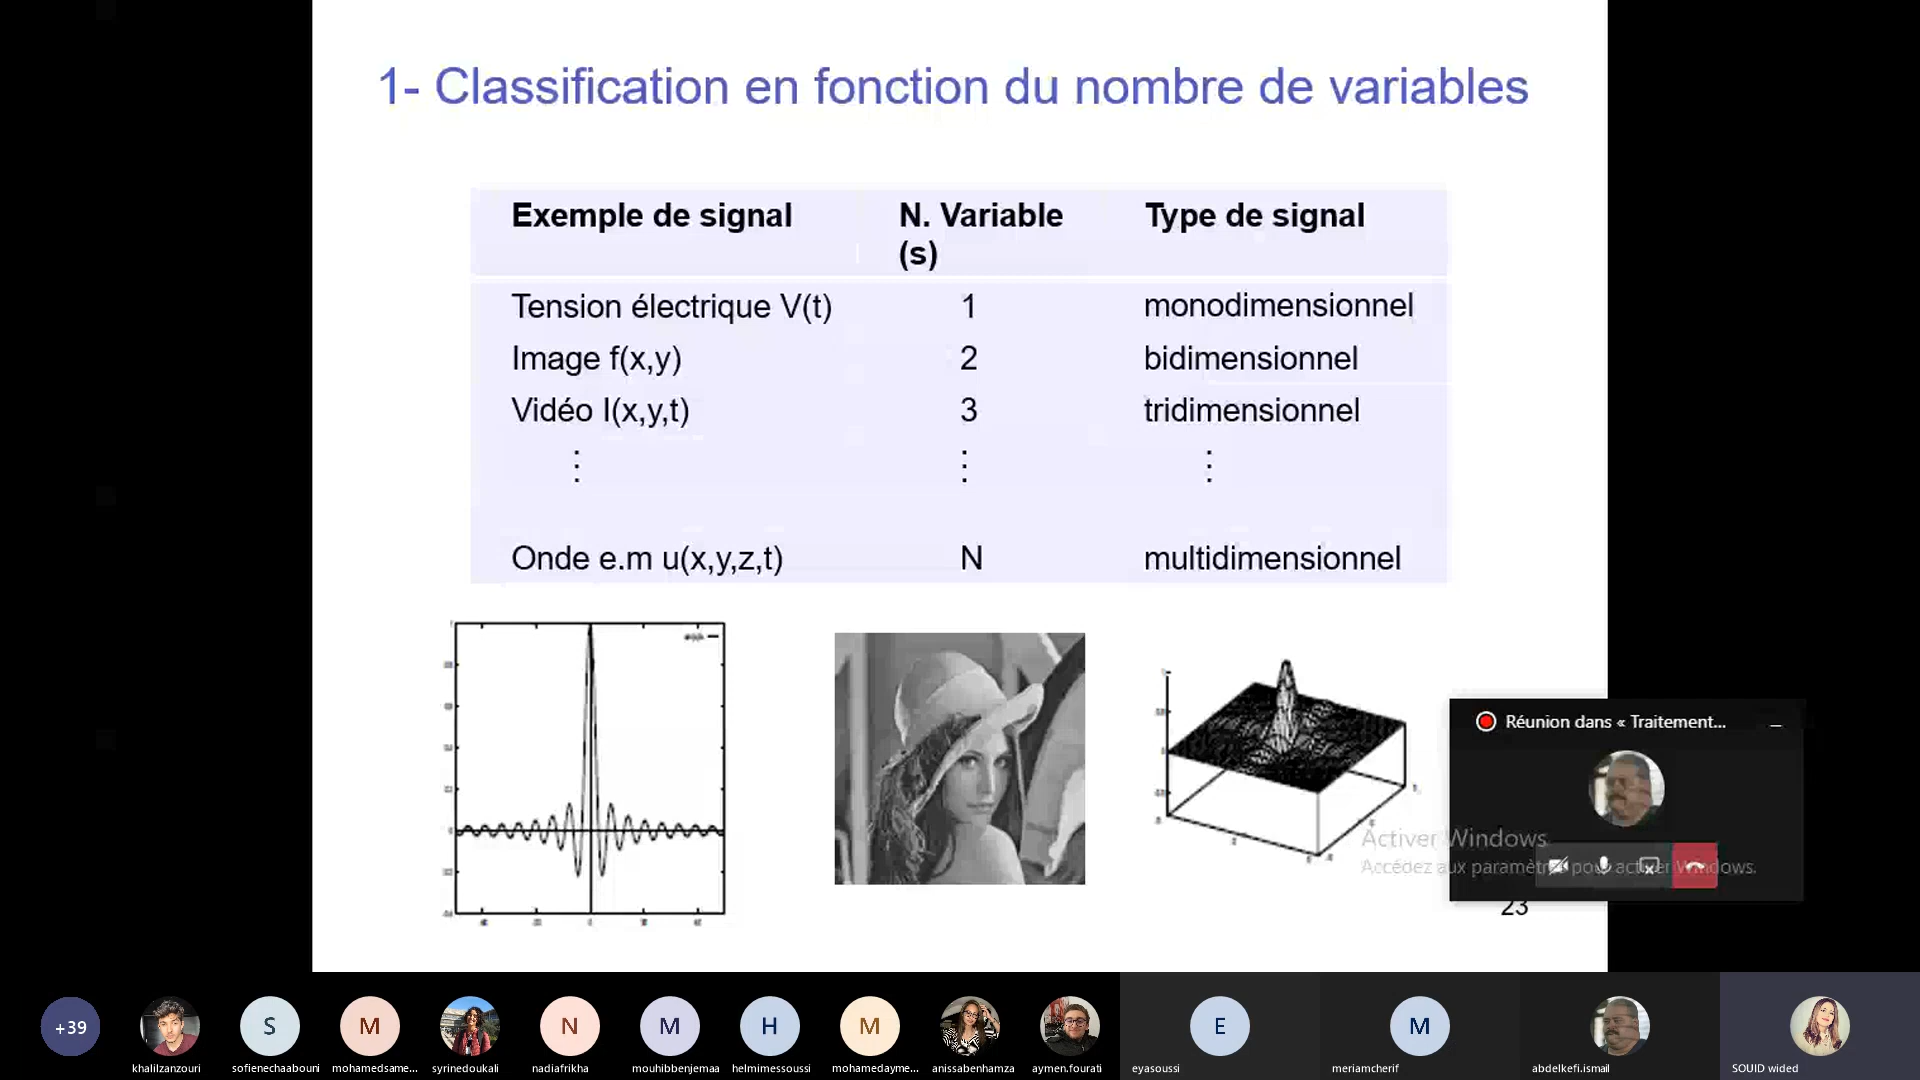 1- Classification en fonction du nombre de variables
Exemple de signal N. Variable (s) Type de signal
Tension électrique V(t) 1 monodimensionnel
Image f(x,y) 2 bidimensionnel
Vidéo I(x,y,t) 3 tridimensionnel
⋮ ⋮ ⋮
Onde e.m u(x,y,z,t) N multidimensionnel
Réunion dans « Traitement...
Activer Windows
Accédez aux paramètres pour activer Windows.
23
+39
S
M
N
M
H
M
E
M
khalilzanzouri
sofienechaabouni
mohamedsame...
syrinedoukali
nadiafrikha
mouhibbenjemaa
helmimessoussi
mohamedayme...
anissabenhamza
aymen.fourati
eyasoussi
meriamcherif
abdelkefi.ismail
SOUID wided